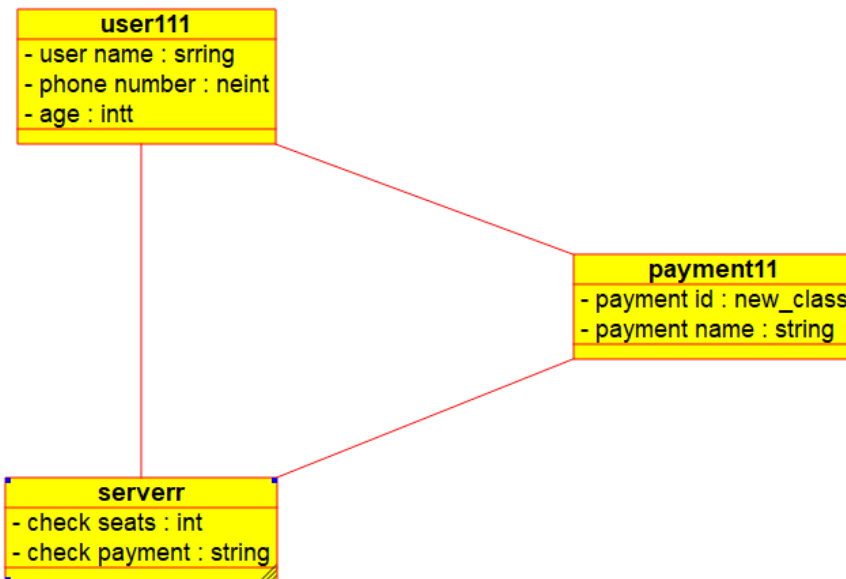 user111
- user name : srring
- phone number : neint
- age : intt
payment11
- payment id : new_class
- payment name : string
serverr
- check seats : int
- check payment : string